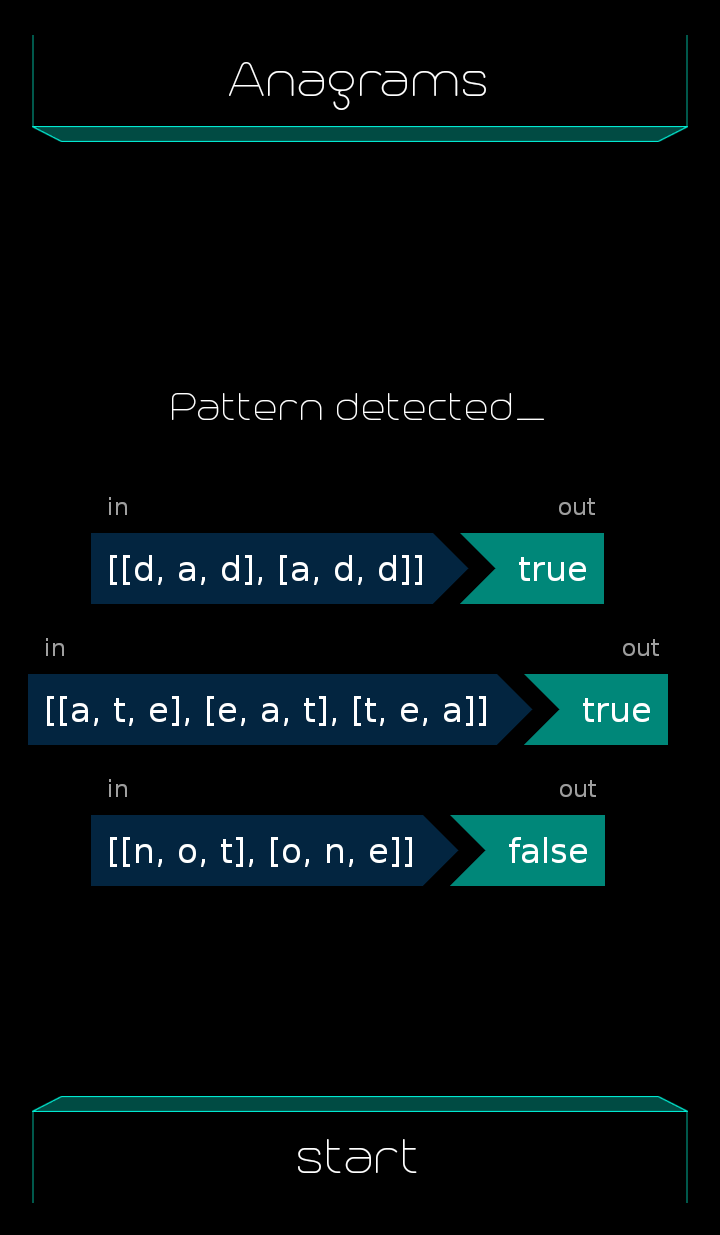 Anagrams
Pattern detected_
in out
[[d, a, d], [a, d, d]] true
in out
[[a, t, e], [e, a, t], [t, e, a]] true
in out
[[n, o, t], [o, n, e]] false
start